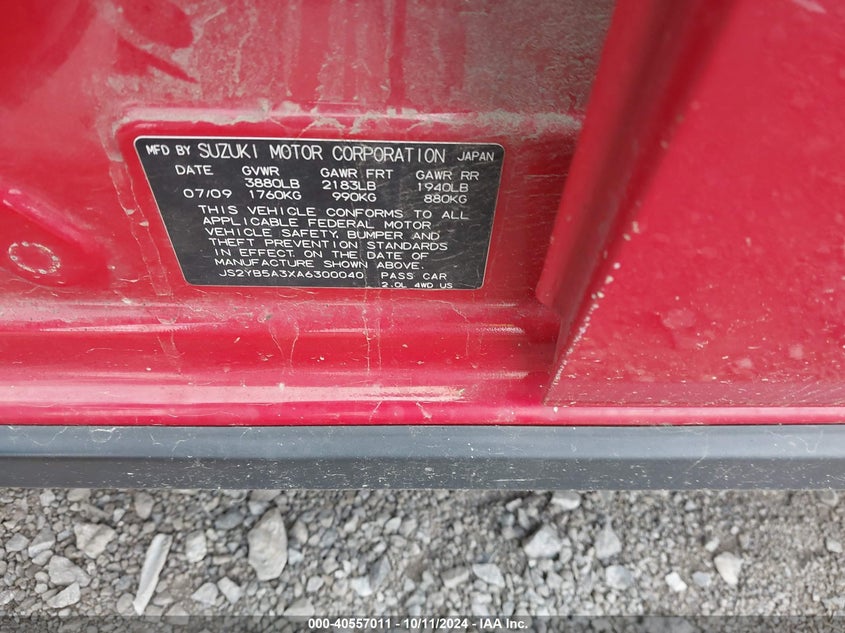 MFD BY SUZUKI MOTOR CORPORATION JAPAN
DATE GVWR GAWR FRT GAWR RR
3880LB 2183LB 1940LB
07/09 1760KG 990KG 880KG
THIS VEHICLE CONFORMS TO ALL
APPLICABLE FEDERAL MOTOR
VEHICLE SAFETY, BUMPER AND
THEFT PREVENTION STANDARDS
IN EFFECT ON THE DATE OF
MANUFACTURE SHOWN ABOVE.
JS2YB5A3XA6300040 PASS CAR
2.0L 4WD US
000-40557011 - 10/11/2024 - IAA Inc.